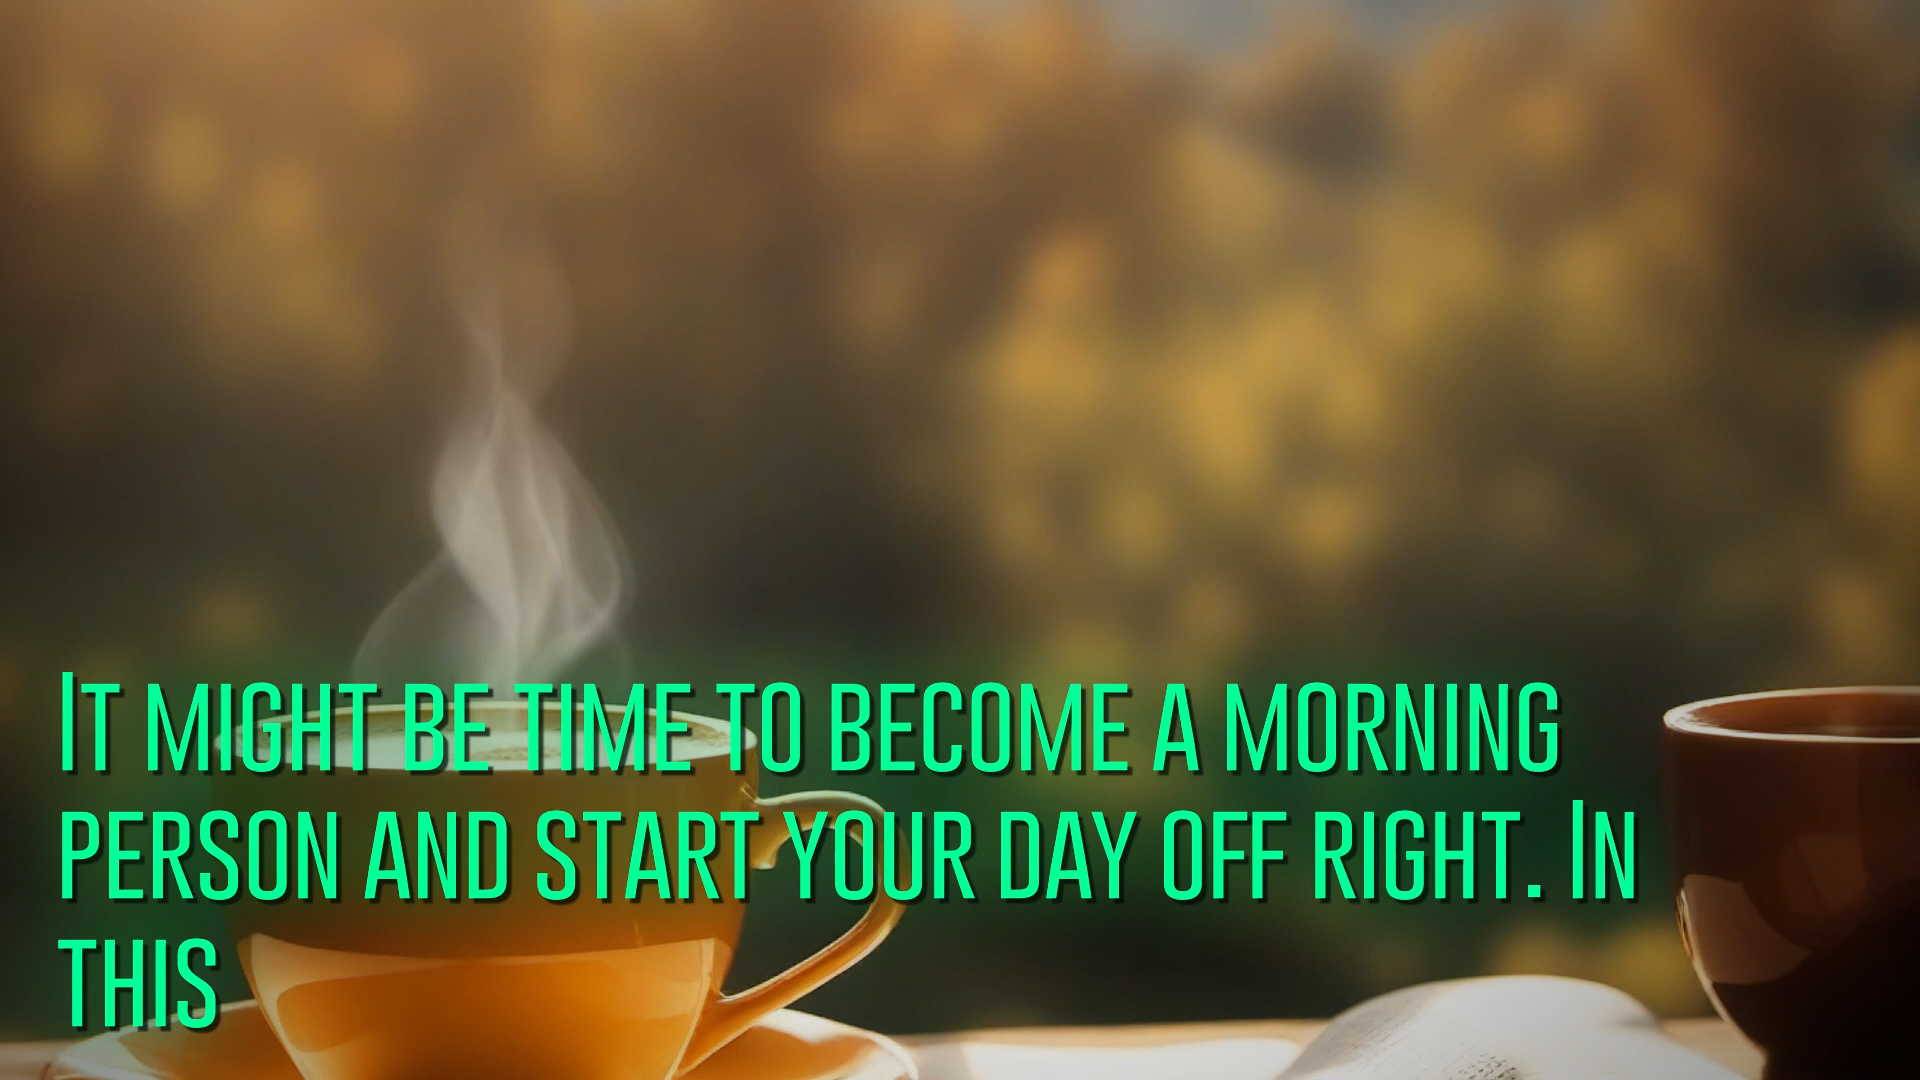 It might be time to become a morning
person and start your day off right. In
this